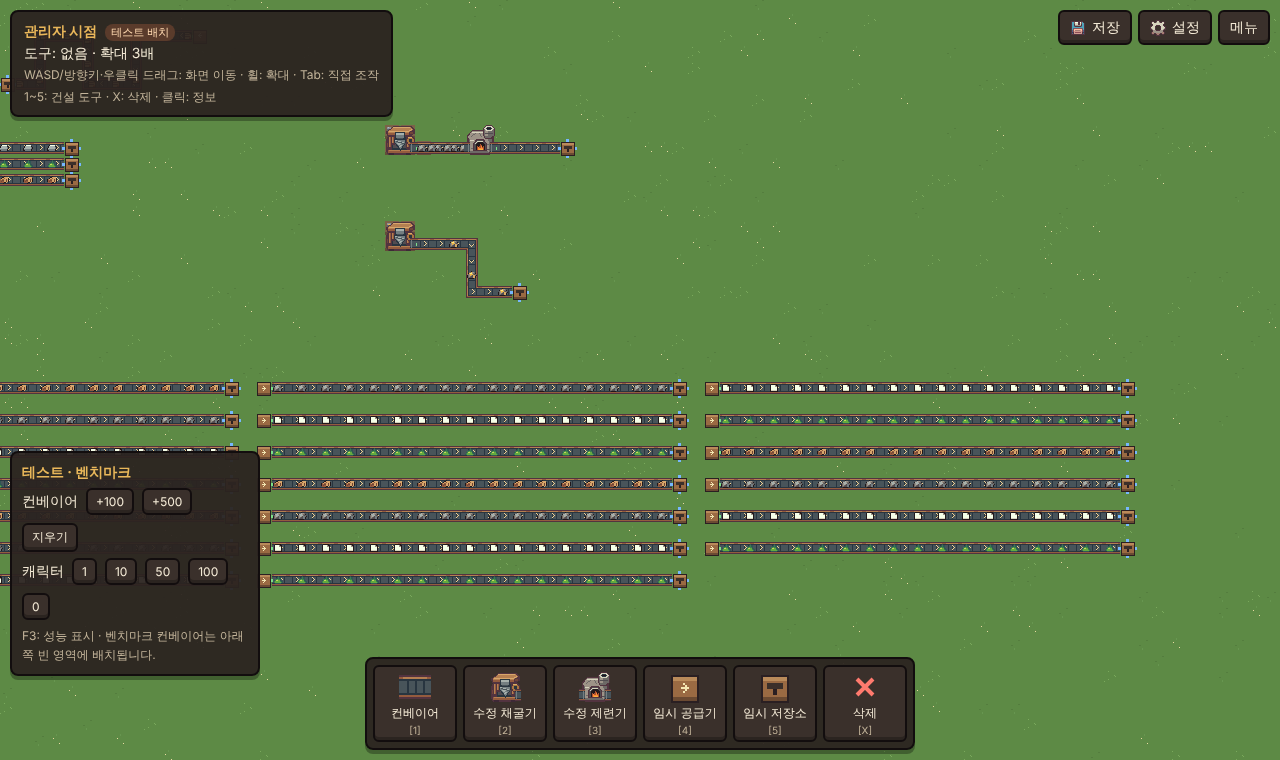 관리자 시점 테스트 배치
도구: 없음 · 확대 3배
WASD/방향키·우클릭 드래그: 화면 이동 · 휠: 확대 · Tab: 직접 조작
1~5: 건설 도구 · X: 삭제 · 클릭: 정보
저장 설정 메뉴
테스트 · 벤치마크
컨베이어 +100 +500
지우기
캐릭터 1 10 50 100
0
F3: 성능 표시 · 벤치마크 컨베이어는 아래
쪽 빈 영역에 배치됩니다.
컨베이어 수정 채굴기 수정 제련기 임시 공급기 임시 저장소 삭제
[1] [2] [3] [4] [5] [X]